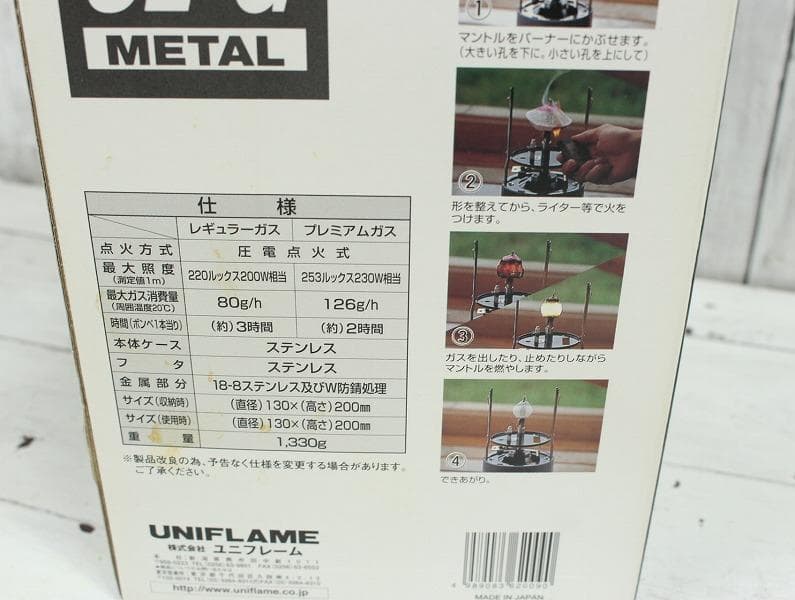 METAL
仕 様
レギュラーガス プレミアムガス
点火方式 圧電点火式
最大照度 (測定値1m) 220ルックス200W相当 253ルックス230W相当
最大ガス消費量 (周囲温度20℃) 80g/h 126g/h
時間(ボンベ1本当り) (約)3時間 (約)2時間
本体ケース ステンレス
フタ ステンレス
金属部分 18-8ステンレス及びW防錆処理
サイズ(収納時) (直径)130×(高さ)200㎜
サイズ(使用時) (直径)130×(高さ)200㎜
重量 1,330g
※製品改良の為、予告なく仕様を変更する場合があります。
ご了承ください。
UNIFLAME
株式会社 ユニフレーム
http://www.uniflame.co.jp
1
マントルをバーナーにかぶせます。
(大きい孔を下に。小さい孔を上にして)
2
形を整えてから、ライター等で火を
つけます。
3
ガスを出したり、止めたりしながら
マントルを燃やします。
4
できあがり。
4 989083 620090
MADE IN JAPAN